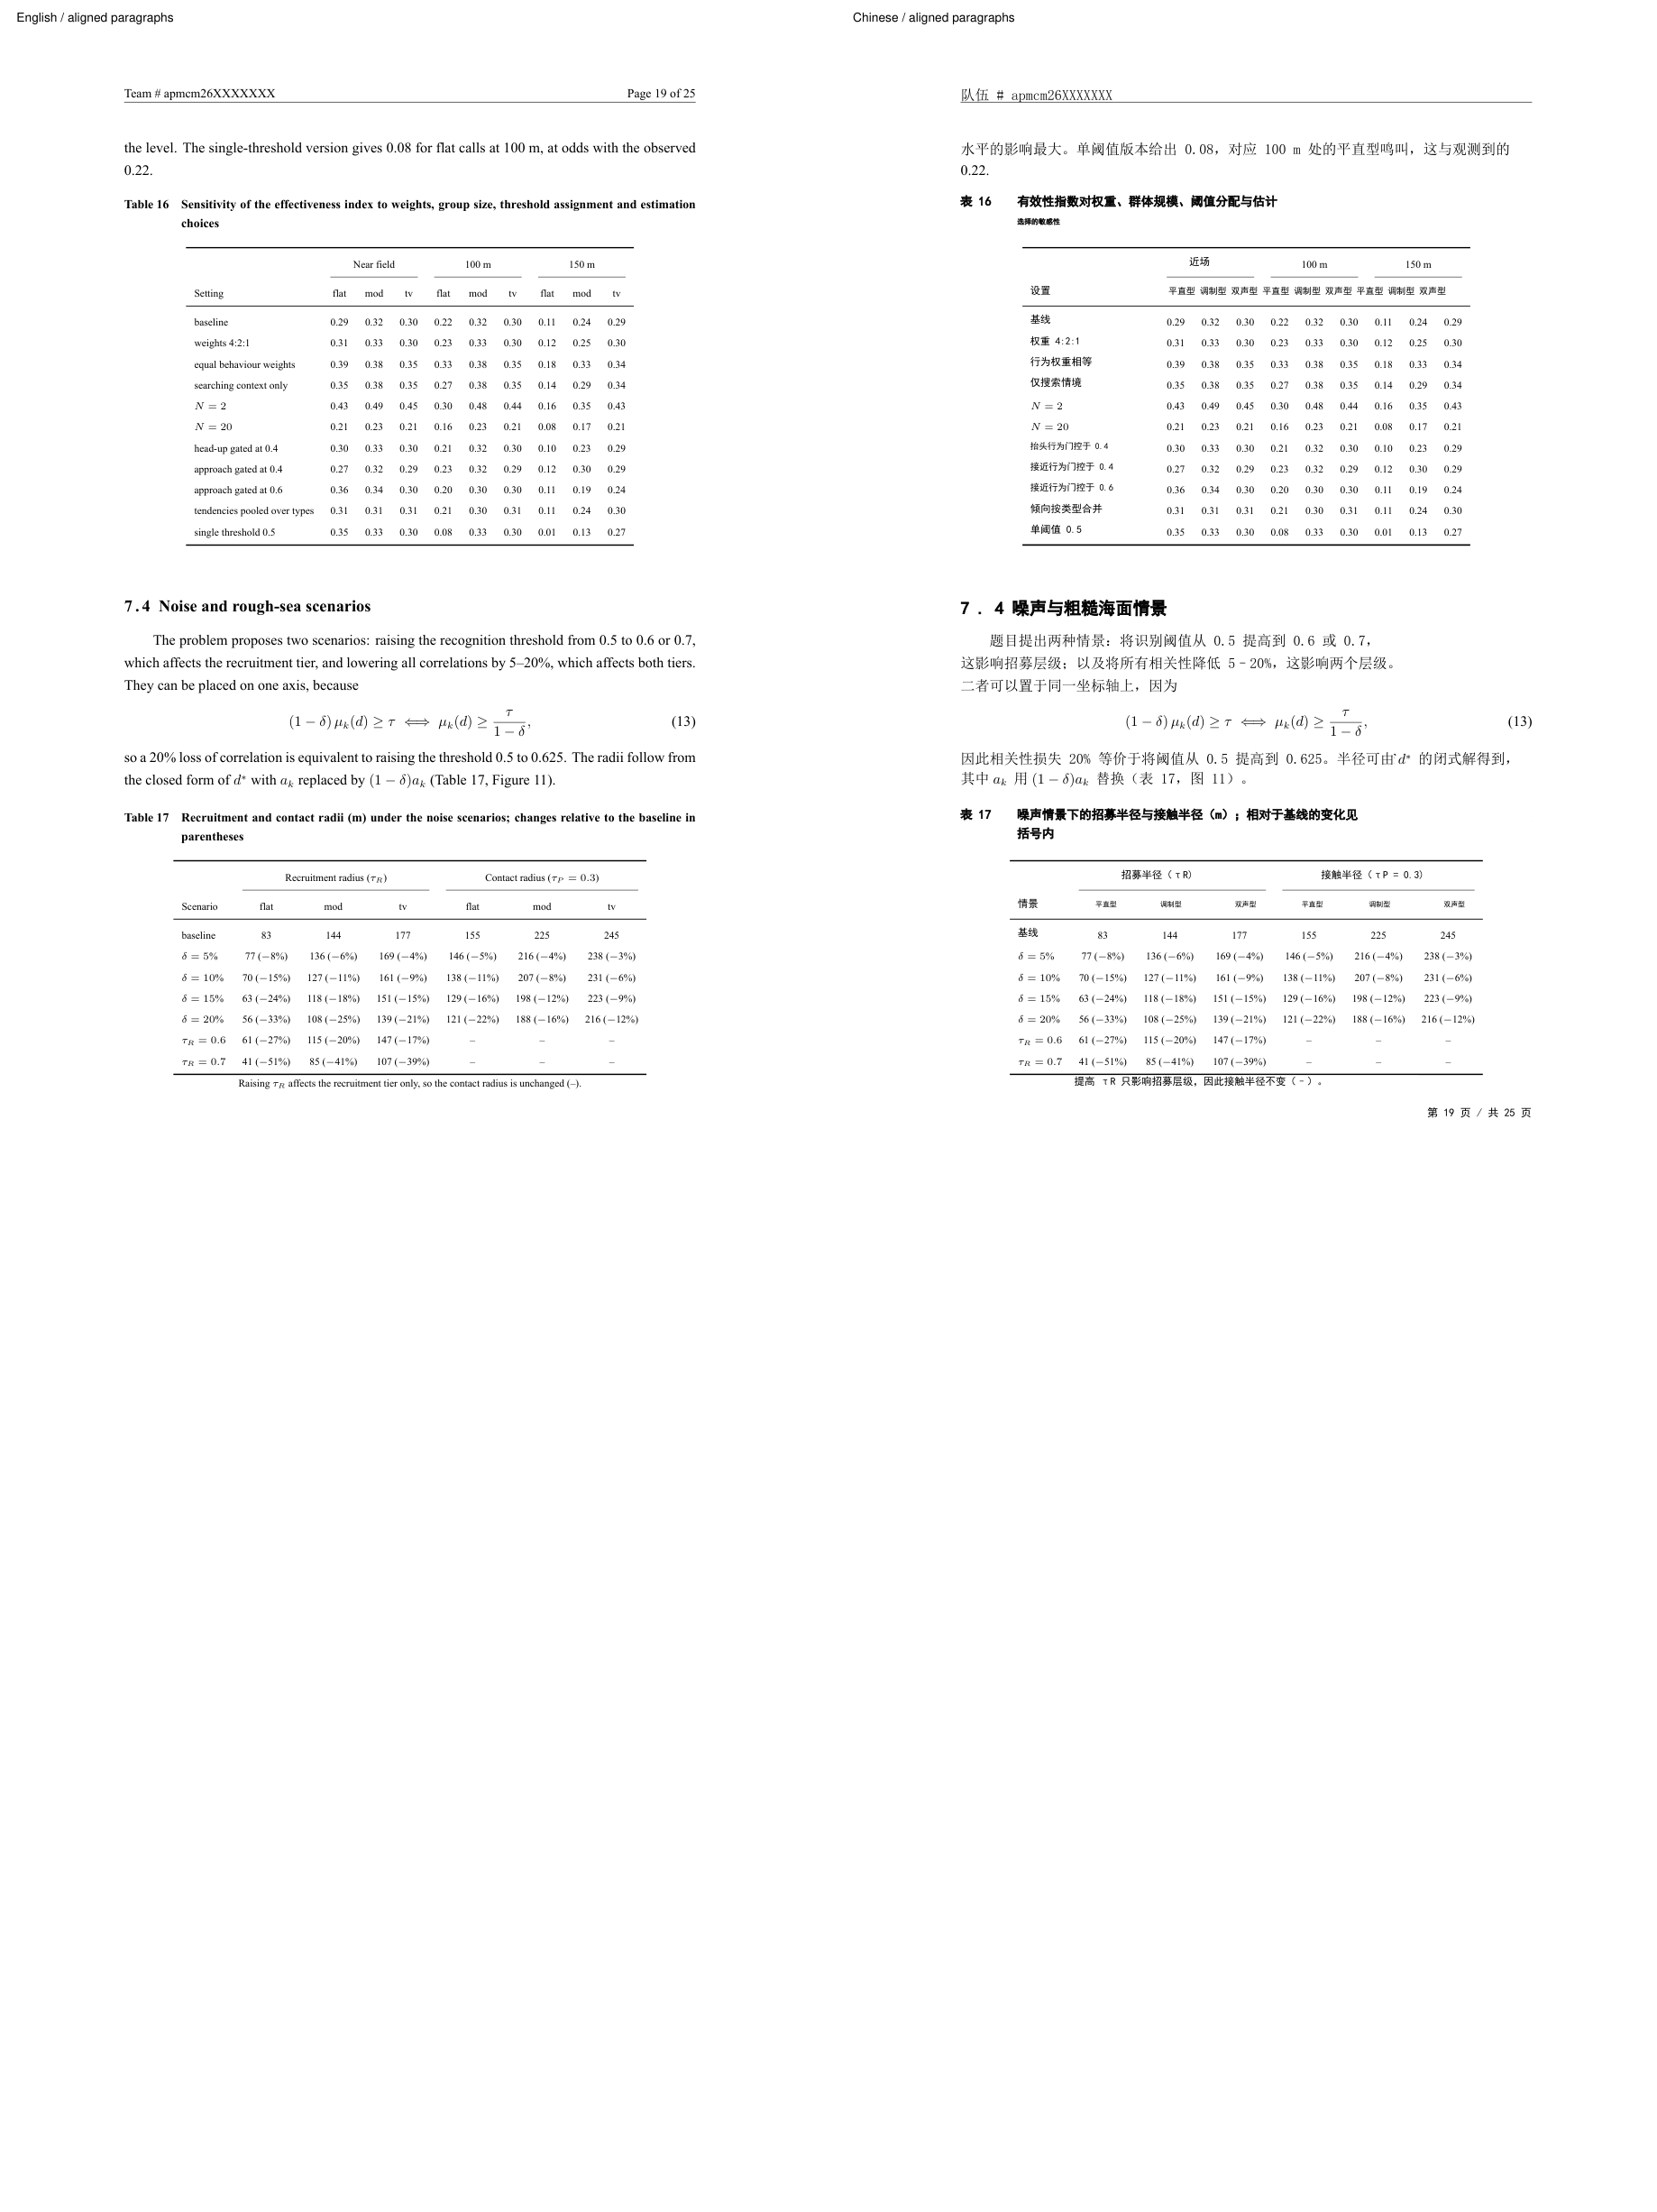 English / aligned paragraphs
Team # apmcm26XXXXXXX Page 19 of 25
the level. The single-threshold version gives 0.08 for flat calls at 100 m, at odds with the observed
0.22.
Table 16 Sensitivity of the effectiveness index to weights, group size, threshold assignment and estimation
choices
Near field 100 m 150 m
Setting flat mod tv flat mod tv flat mod tv
baseline 0.29 0.32 0.30 0.22 0.32 0.30 0.11 0.24 0.29
weights 4:2:1 0.31 0.33 0.30 0.23 0.33 0.30 0.12 0.25 0.30
equal behaviour weights 0.39 0.38 0.35 0.33 0.38 0.35 0.18 0.33 0.34
searching context only 0.35 0.38 0.35 0.27 0.38 0.35 0.14 0.29 0.34
N = 2 0.43 0.49 0.45 0.30 0.48 0.44 0.16 0.35 0.43
N = 20 0.21 0.23 0.21 0.16 0.23 0.21 0.08 0.17 0.21
head-up gated at 0.4 0.30 0.33 0.30 0.21 0.32 0.30 0.10 0.23 0.29
approach gated at 0.4 0.27 0.32 0.29 0.23 0.32 0.29 0.12 0.30 0.29
approach gated at 0.6 0.36 0.34 0.30 0.20 0.30 0.30 0.11 0.19 0.24
tendencies pooled over types 0.31 0.31 0.31 0.21 0.30 0.31 0.11 0.24 0.30
single threshold 0.5 0.35 0.33 0.30 0.08 0.33 0.30 0.01 0.13 0.27
7.4 Noise and rough-sea scenarios
The problem proposes two scenarios: raising the recognition threshold from 0.5 to 0.6 or 0.7,
which affects the recruitment tier, and lowering all correlations by 5–20%, which affects both tiers.
They can be placed on one axis, because
(1 − δ) μk(d) ≥ τ ⟺ μk(d) ≥ τ / (1 − δ), (13)
so a 20% loss of correlation is equivalent to raising the threshold 0.5 to 0.625. The radii follow from
the closed form of d* with ak replaced by (1 − δ)ak (Table 17, Figure 11).
Table 17 Recruitment and contact radii (m) under the noise scenarios; changes relative to the baseline in
parentheses
Recruitment radius (τR) Contact radius (τP = 0.3)
Scenario flat mod tv flat mod tv
baseline 83 144 177 155 225 245
δ = 5% 77 (−8%) 136 (−6%) 169 (−4%) 146 (−5%) 216 (−4%) 238 (−3%)
δ = 10% 70 (−15%) 127 (−11%) 161 (−9%) 138 (−11%) 207 (−8%) 231 (−6%)
δ = 15% 63 (−24%) 118 (−18%) 151 (−15%) 129 (−16%) 198 (−12%) 223 (−9%)
δ = 20% 56 (−33%) 108 (−25%) 139 (−21%) 121 (−22%) 188 (−16%) 216 (−12%)
τR = 0.6 61 (−27%) 115 (−20%) 147 (−17%) – – –
τR = 0.7 41 (−51%) 85 (−41%) 107 (−39%) – – –
Raising τR affects the recruitment tier only, so the contact radius is unchanged (–).
Chinese / aligned paragraphs
队伍 # apmcm26XXXXXXX
水平的影响最大。单阈值版本给出 0.08，对应 100 m 处的平直型鸣叫，这与观测到的
0.22.
表 16 有效性指数对权重、群体规模、阈值分配与估计
选择的敏感性
近场 100 m 150 m
设置 平直型 调制型 双声型 平直型 调制型 双声型 平直型 调制型 双声型
基线 0.29 0.32 0.30 0.22 0.32 0.30 0.11 0.24 0.29
权重 4:2:1 0.31 0.33 0.30 0.23 0.33 0.30 0.12 0.25 0.30
行为权重相等 0.39 0.38 0.35 0.33 0.38 0.35 0.18 0.33 0.34
仅搜索情境 0.35 0.38 0.35 0.27 0.38 0.35 0.14 0.29 0.34
N = 2 0.43 0.49 0.45 0.30 0.48 0.44 0.16 0.35 0.43
N = 20 0.21 0.23 0.21 0.16 0.23 0.21 0.08 0.17 0.21
抬头行为门控于 0.4 0.30 0.33 0.30 0.21 0.32 0.30 0.10 0.23 0.29
接近行为门控于 0.4 0.27 0.32 0.29 0.23 0.32 0.29 0.12 0.30 0.29
接近行为门控于 0.6 0.36 0.34 0.30 0.20 0.30 0.30 0.11 0.19 0.24
倾向按类型合并 0.31 0.31 0.31 0.21 0.30 0.31 0.11 0.24 0.30
单阈值 0.5 0.35 0.33 0.30 0.08 0.33 0.30 0.01 0.13 0.27
7 . 4 噪声与粗糙海面情景
题目提出两种情景：将识别阈值从 0.5 提高到 0.6 或 0.7，
这影响招募层级；以及将所有相关性降低 5–20%，这影响两个层级。
二者可以置于同一坐标轴上，因为
(1 − δ) μk(d) ≥ τ ⟺ μk(d) ≥ τ / (1 − δ), (13)
因此相关性损失 20% 等价于将阈值从 0.5 提高到 0.625。半径可由 d* 的闭式解得到，
其中 ak 用 (1 − δ)ak 替换（表 17，图 11）。
表 17 噪声情景下的招募半径与接触半径（m）；相对于基线的变化见
括号内
招募半径（τR） 接触半径（τP = 0.3）
情景 平直型 调制型 双声型 平直型 调制型 双声型
基线 83 144 177 155 225 245
δ = 5% 77 (−8%) 136 (−6%) 169 (−4%) 146 (−5%) 216 (−4%) 238 (−3%)
δ = 10% 70 (−15%) 127 (−11%) 161 (−9%) 138 (−11%) 207 (−8%) 231 (−6%)
δ = 15% 63 (−24%) 118 (−18%) 151 (−15%) 129 (−16%) 198 (−12%) 223 (−9%)
δ = 20% 56 (−33%) 108 (−25%) 139 (−21%) 121 (−22%) 188 (−16%) 216 (−12%)
τR = 0.6 61 (−27%) 115 (−20%) 147 (−17%) – – –
τR = 0.7 41 (−51%) 85 (−41%) 107 (−39%) – – –
提高 τR 只影响招募层级，因此接触半径不变（–）。
第 19 页 / 共 25 页